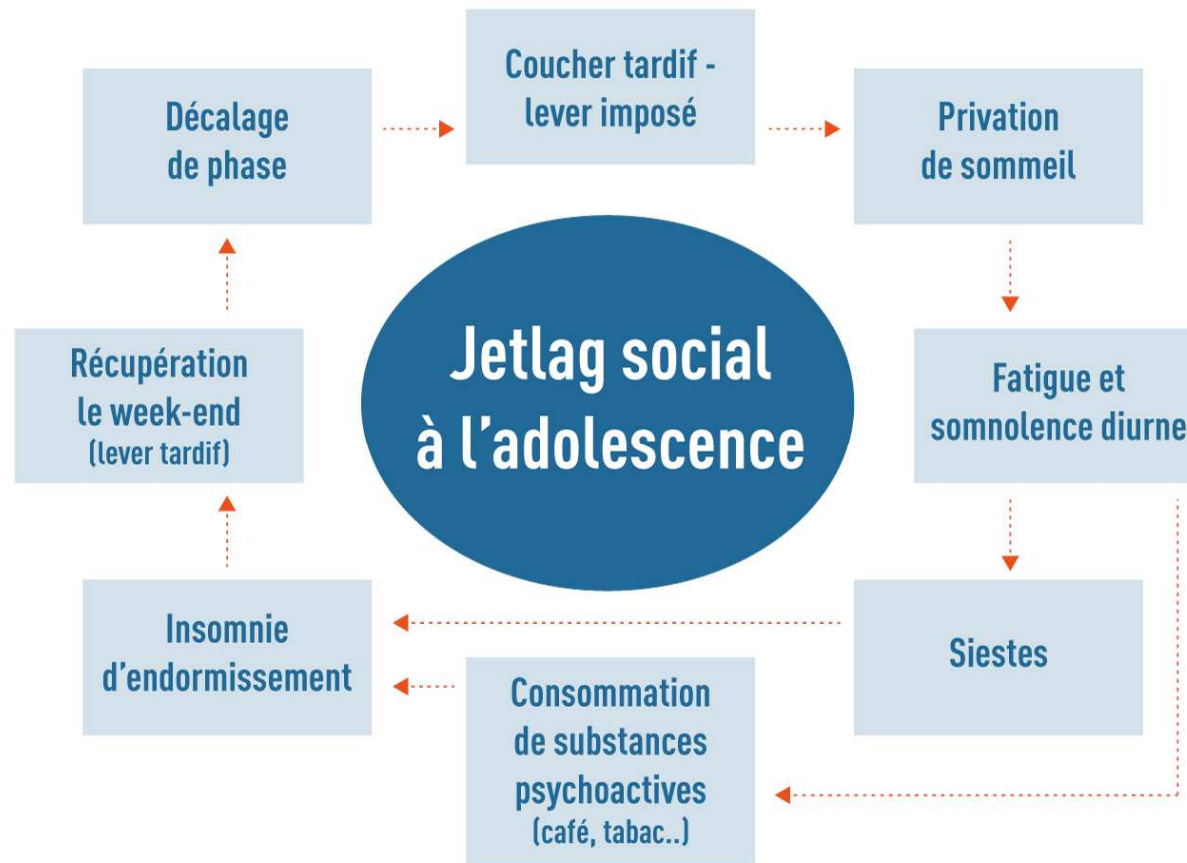 Coucher tardif -
lever imposé
Décalage
de phase
Privation
de sommeil
Jetlag social
à l'adolescence
Récupération
le week-end
(lever tardif)
Fatigue et
somnolence diurne
Insomnie
d'endormissement
Siestes
Consommation
de substances
psychoactives
(café, tabac..)